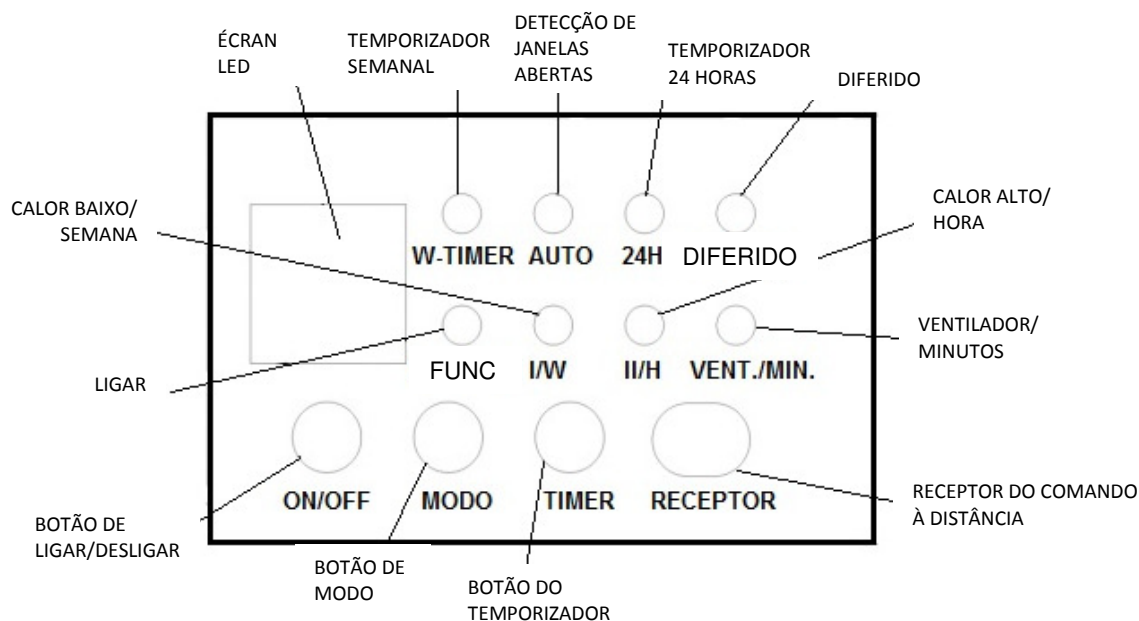 ÉCRAN
LED
TEMPORIZADOR
SEMANAL
DETECÇÃO DE
JANELAS
ABERTAS
TEMPORIZADOR
24 HORAS
DIFERIDO
CALOR BAIXO/
SEMANA
CALOR ALTO/
HORA
W-TIMER AUTO 24H DIFERIDO
VENTILADOR/
MINUTOS
LIGAR
FUNC I/W II/H VENT./MIN.
ON/OFF MODO TIMER RECEPTOR
RECEPTOR DO COMANDO
À DISTÂNCIA
BOTÃO DE
LIGAR/DESLIGAR
BOTÃO DE
MODO
BOTÃO DO
TEMPORIZADOR